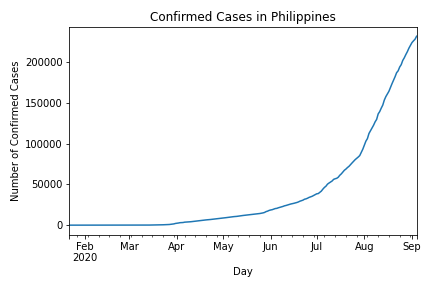 Confirmed Cases in Philippines
Number of Confirmed Cases
200000
150000
100000
50000
0
Feb Mar Apr May Jun Jul Aug Sep
2020
Day